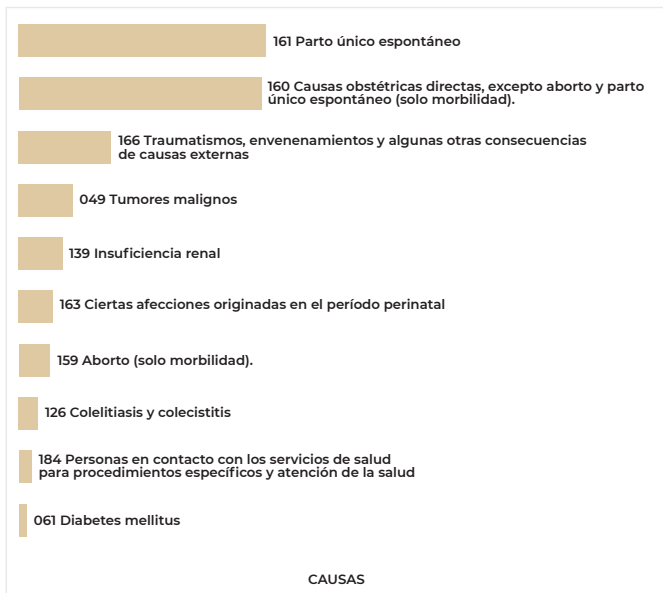 161 Parto único espontáneo
160 Causas obstétricas directas, excepto aborto y parto
único espontáneo (solo morbilidad).
166 Traumatismos, envenenamientos y algunas otras consecuencias
de causas externas
049 Tumores malignos
139 Insuficiencia renal
163 Ciertas afecciones originadas en el período perinatal
159 Aborto (solo morbilidad).
126 Colelitiasis y colecistitis
184 Personas en contacto con los servicios de salud
para procedimientos específicos y atención de la salud
061 Diabetes mellitus
CAUSAS